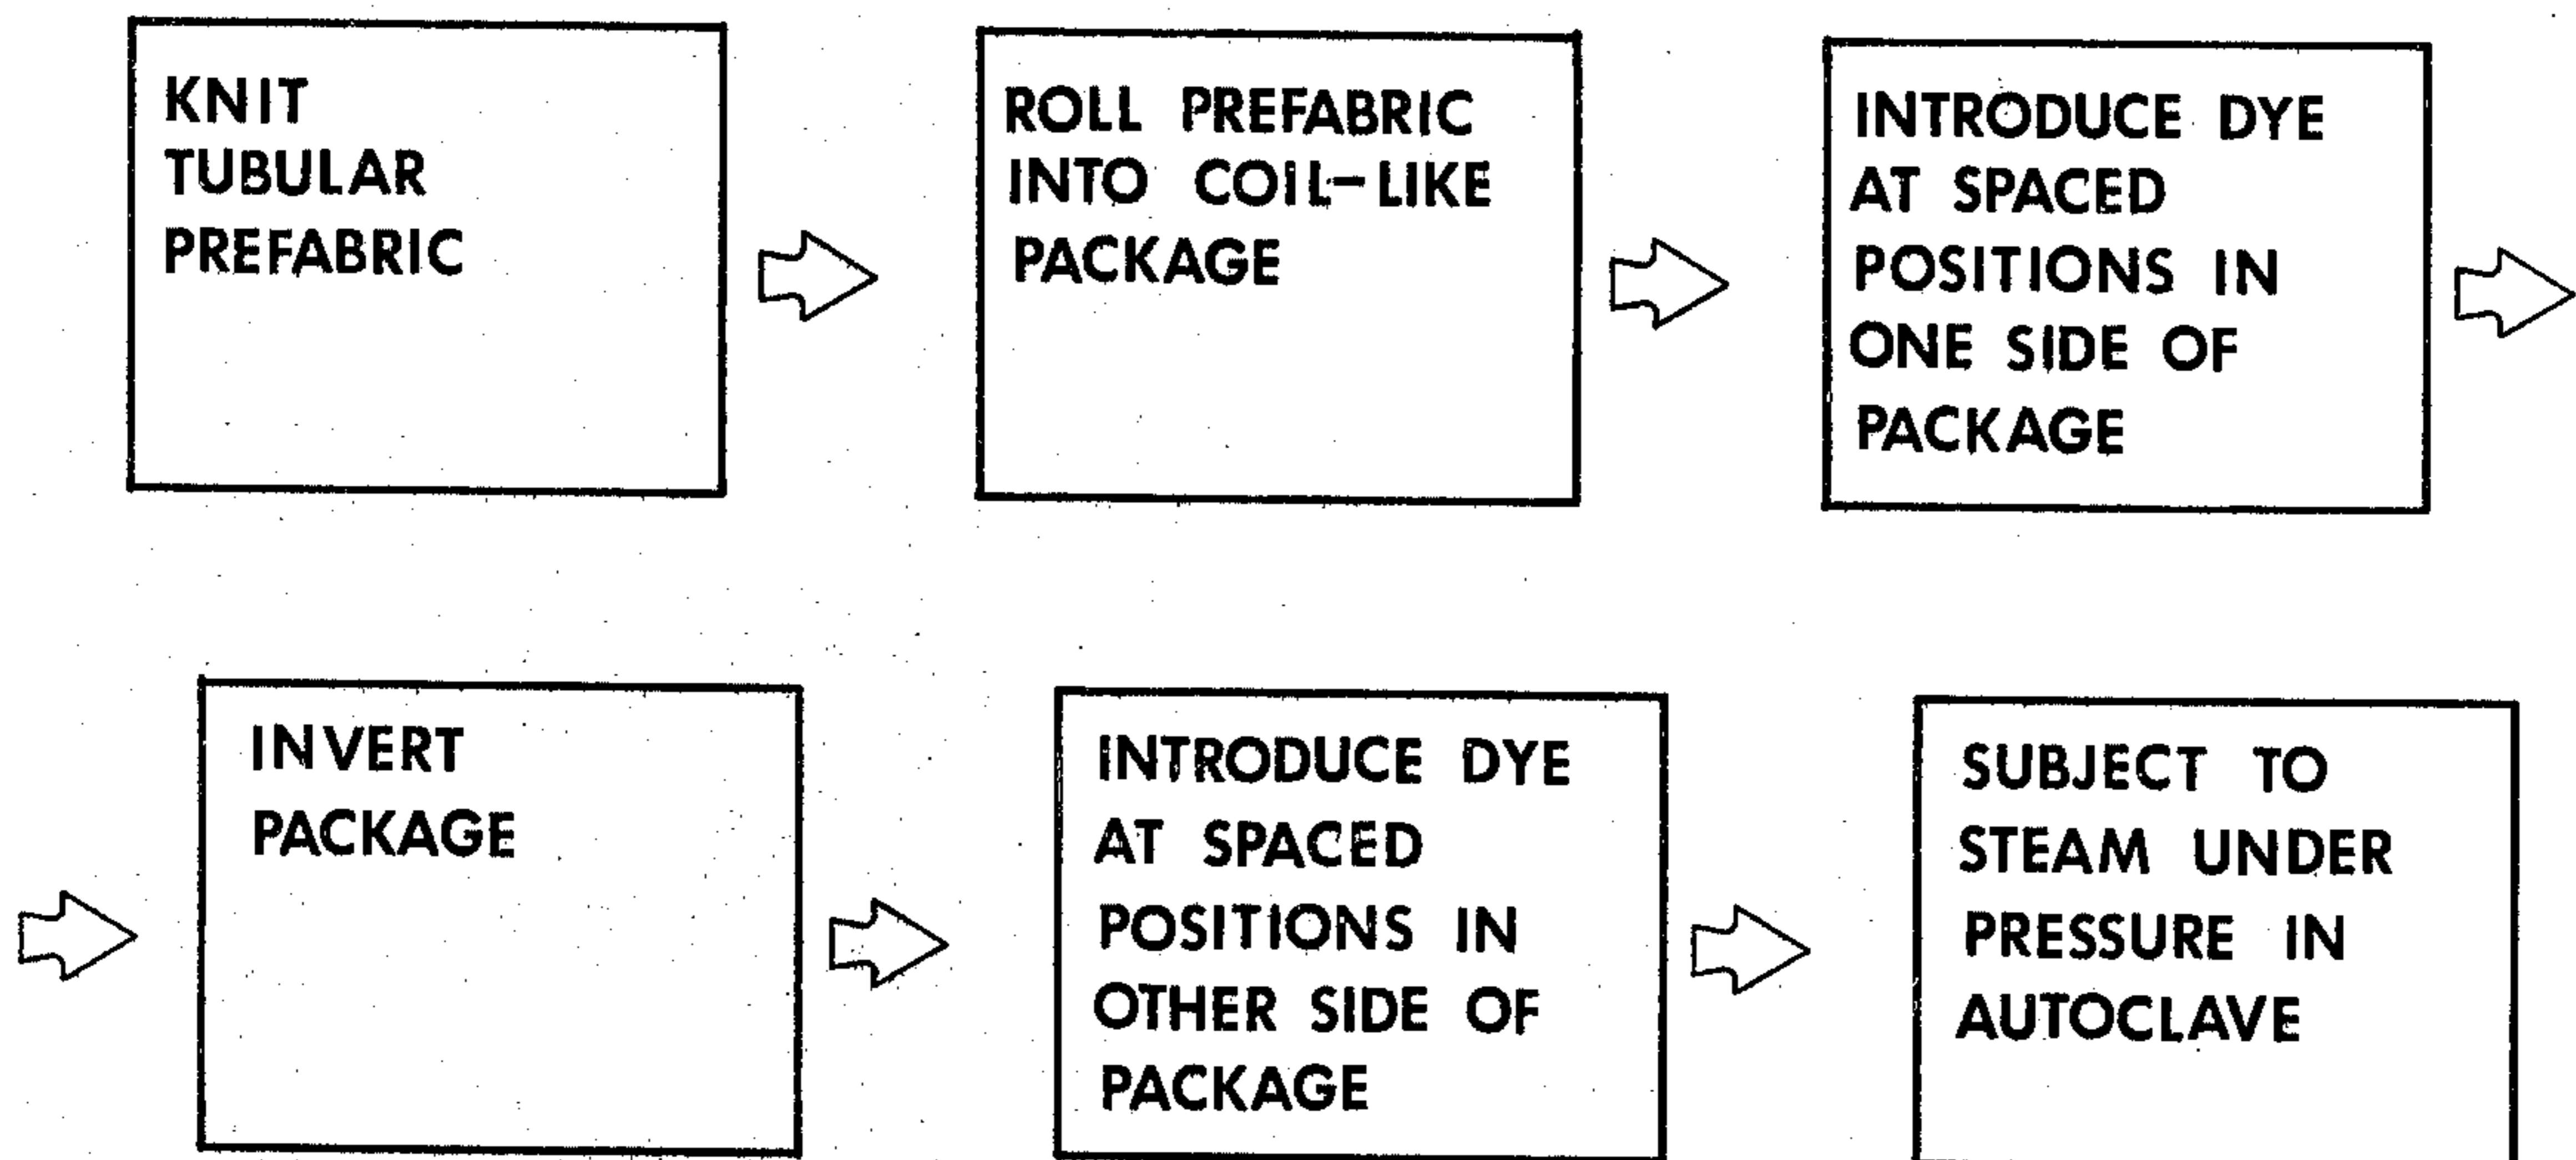 KNIT
TUBULAR
PREFABRIC
ROLL PREFABRIC
INTO COIL-LIKE
PACKAGE
INTRODUCE DYE
AT SPACED
POSITIONS IN
ONE SIDE OF
PACKAGE
INVERT
PACKAGE
INTRODUCE DYE
AT SPACED
POSITIONS IN
OTHER SIDE OF
PACKAGE
SUBJECT TO
STEAM UNDER
PRESSURE IN
AUTOCLAVE